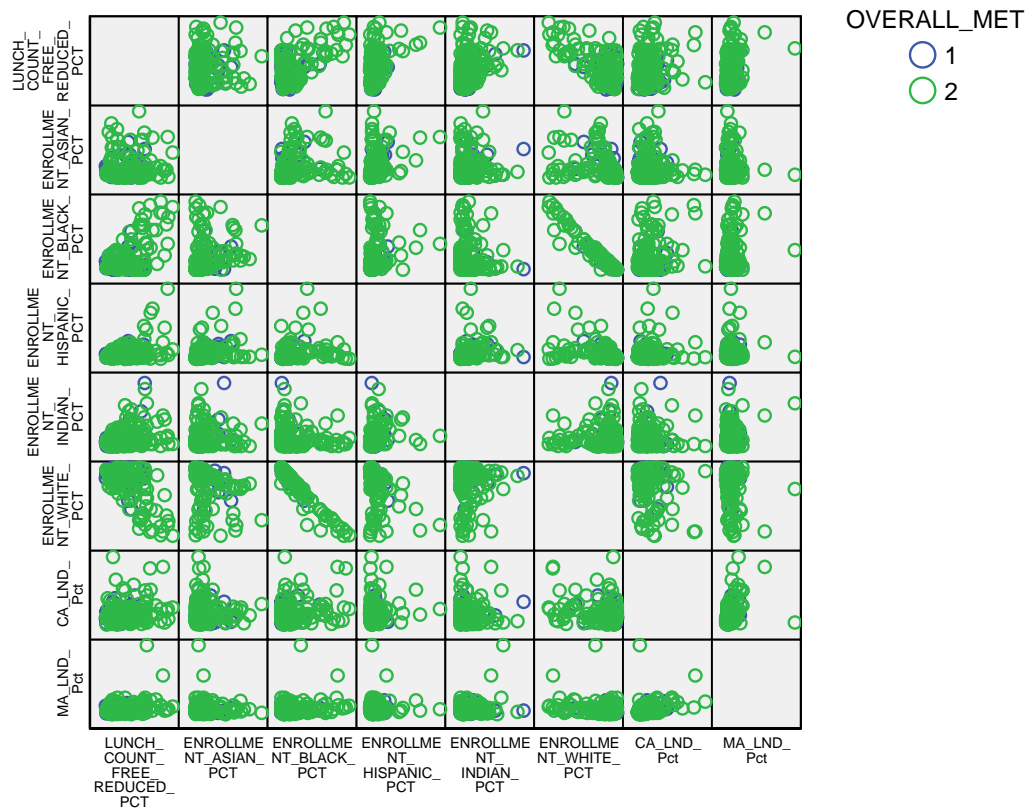 OVERALL_MET
1
2
LUNCH_
COUNT_
FREE_
REDUCED_
PCT
ENROLLME
NT_ASIAN_
PCT
ENROLLME
NT_BLACK_
PCT
ENROLLME
NT_
HISPANIC_
PCT
ENROLLME
NT_
INDIAN_
PCT
ENROLLME
NT_WHITE_
PCT
CA_LND_
Pct
MA_LND_
Pct
LUNCH_
COUNT_
FREE_
REDUCED_
PCT
ENROLLME
NT_ASIAN_
PCT
ENROLLME
NT_BLACK_
PCT
ENROLLME
NT_
HISPANIC_
PCT
ENROLLME
NT_
INDIAN_
PCT
ENROLLME
NT_WHITE_
PCT
CA_LND_
Pct
MA_LND_
Pct